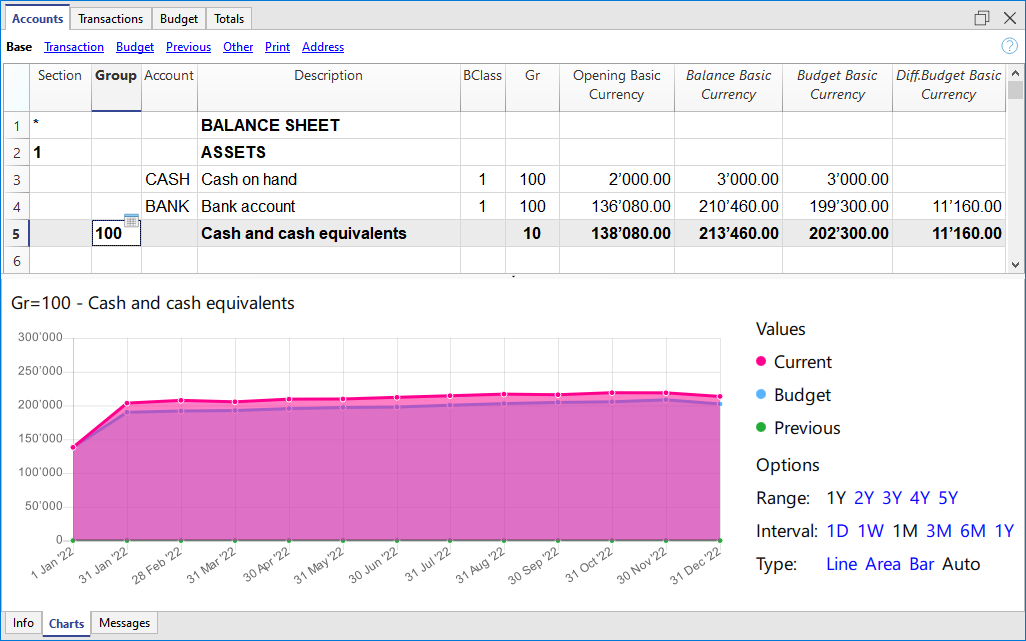 Accounts Transactions Budget Totals
Base Transaction Budget Previous Other Print Address ?
Section Group Account Description BClass Gr Opening Basic Currency Balance Basic Currency Budget Basic Currency Diff.Budget Basic Currency
1 * BALANCE SHEET
2 1 ASSETS
3 CASH Cash on hand 1 100 2’000.00 3’000.00 3’000.00
4 BANK Bank account 1 100 136’080.00 210’460.00 199’300.00 11’160.00
5 100 Cash and cash equivalents 10 138’080.00 213’460.00 202’300.00 11’160.00
6
Gr=100 - Cash and cash equivalents
300’000
250’000
200’000
150’000
100’000
50’000
0
1 Jan ’22 31 Jan ’22 28 Feb ’22 31 Mar ’22 30 Apr ’22 31 May ’22 30 Jun ’22 31 Jul ’22 31 Aug ’22 30 Sep ’22 31 Oct ’22 30 Nov ’22 31 Dec ’22
Values
Current
Budget
Previous
Options
Range: 1Y 2Y 3Y 4Y 5Y
Interval: 1D 1W 1M 3M 6M 1Y
Type: Line Area Bar Auto
Info Charts Messages